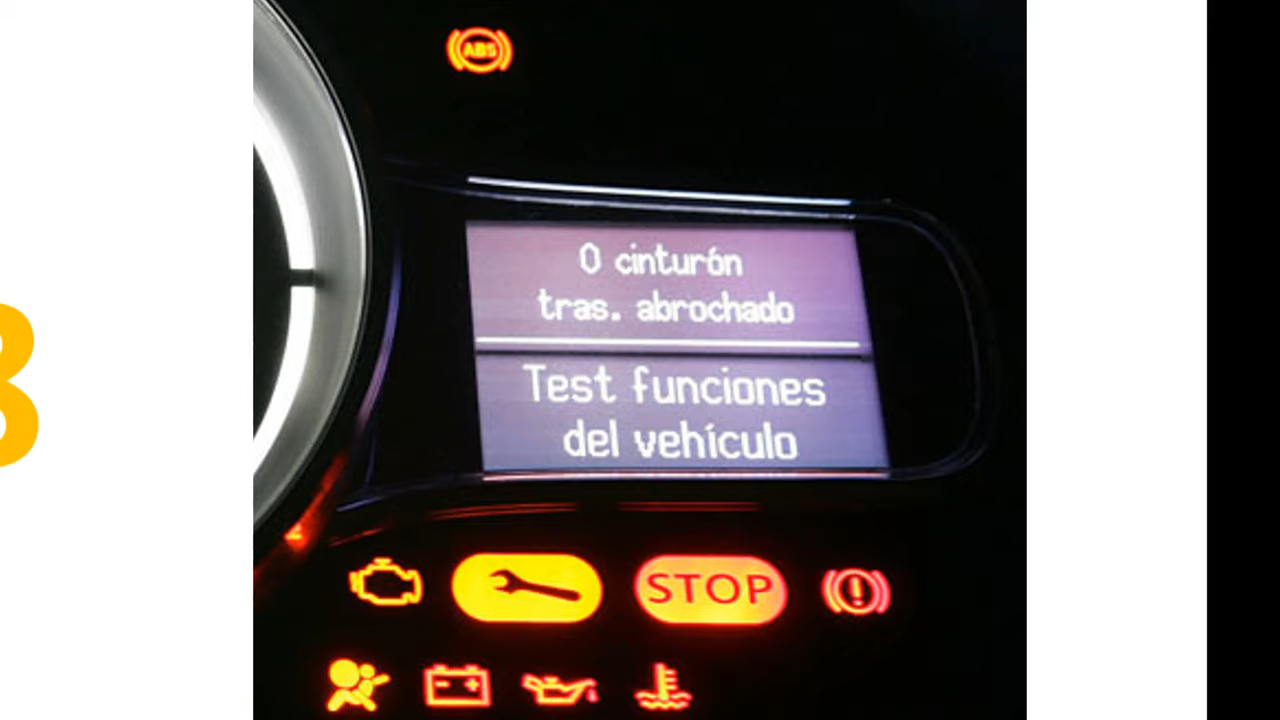 ABS
0 cinturón
tras. abrochado
Test funciones
del vehículo
STOP